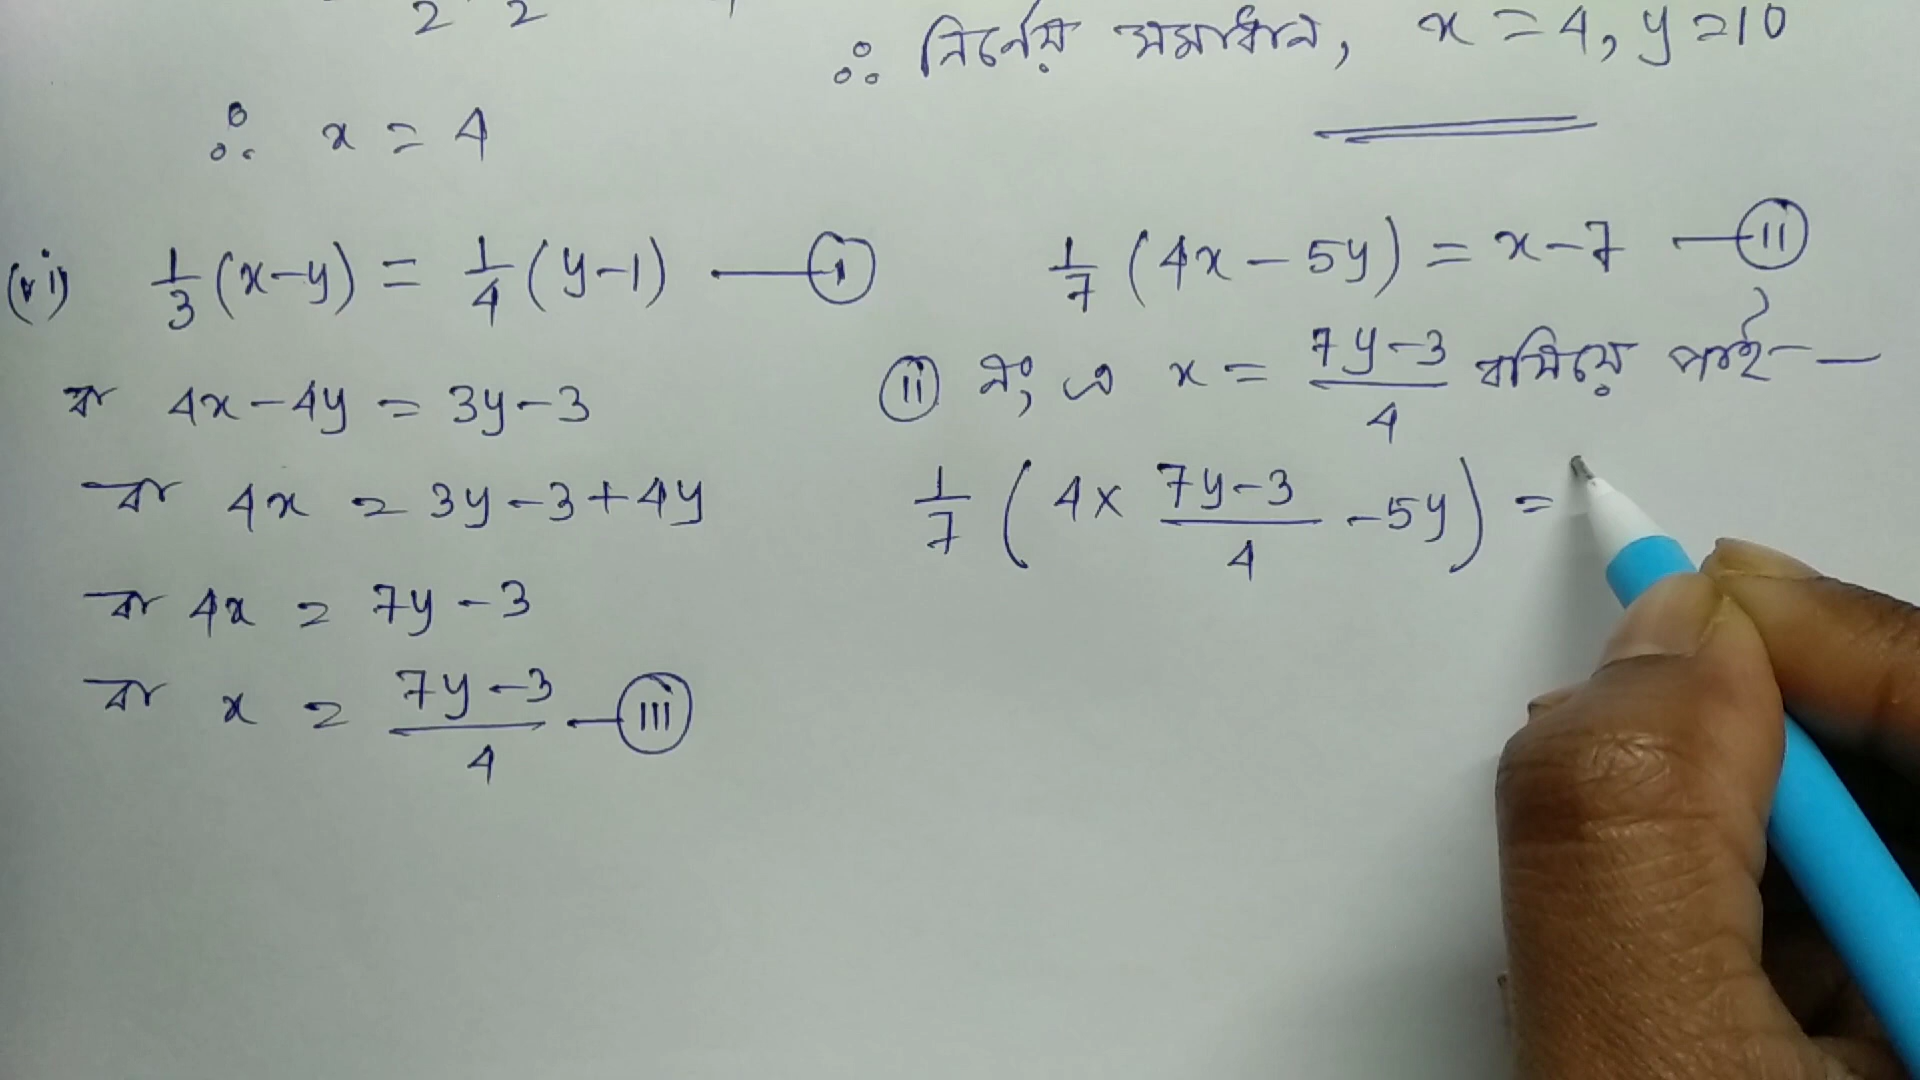 2 2
∴ নির্ণেয় সমাধান, x = 4, y = 10
∴ x = 4
(vi) 1/3 (x-y) = 1/4 (y-1) — (I)
বা 4x - 4y = 3y - 3
বা 4x = 3y - 3 + 4y
বা 4x = 7y - 3
বা x = (7y - 3)/4 — (III)
1/7 (4x - 5y) = x - 7 — (II)
(II) নং এ x = (7y - 3)/4 বসিয়ে পাই —
1/7 (4 × (7y - 3)/4 - 5y) =